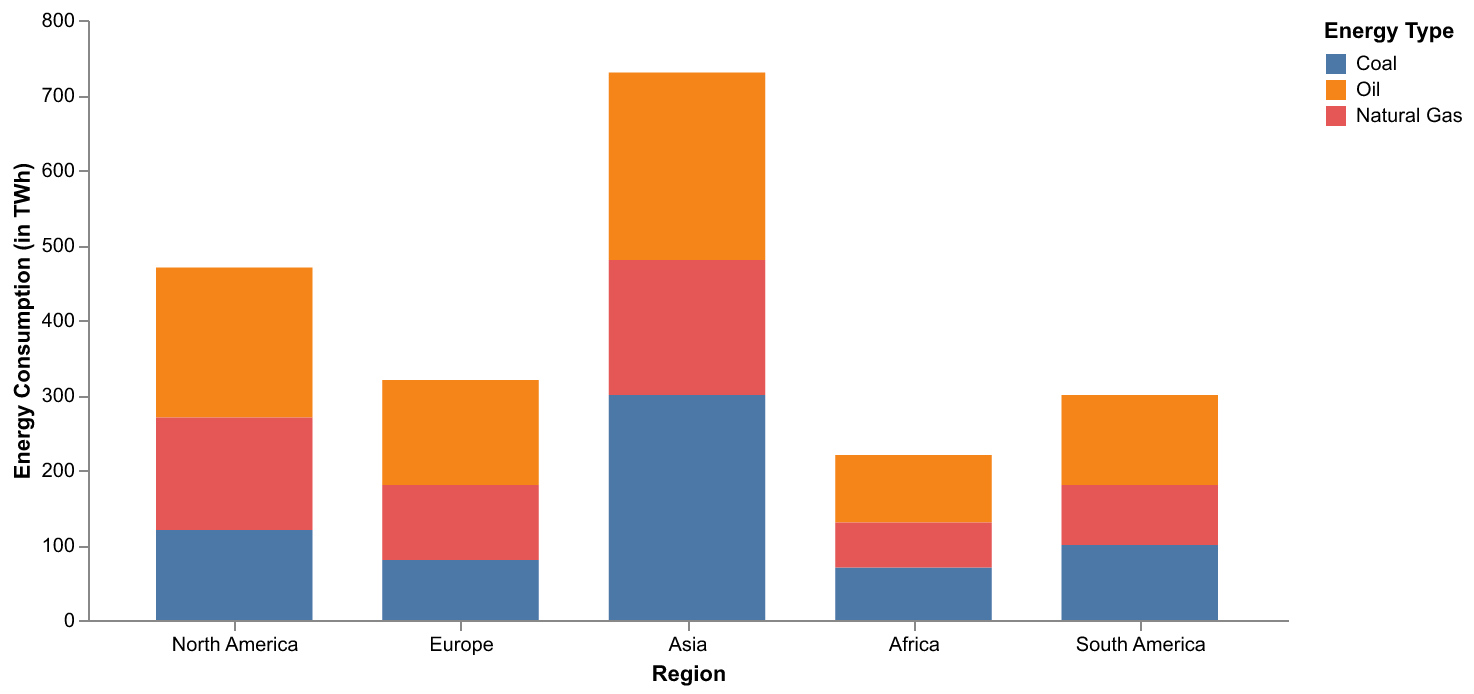 800
700
600
500
400
300
200
100
0
Energy Consumption (in TWh)
North America
Europe
Asia
Africa
South America
Region
Energy Type
Coal
Oil
Natural Gas